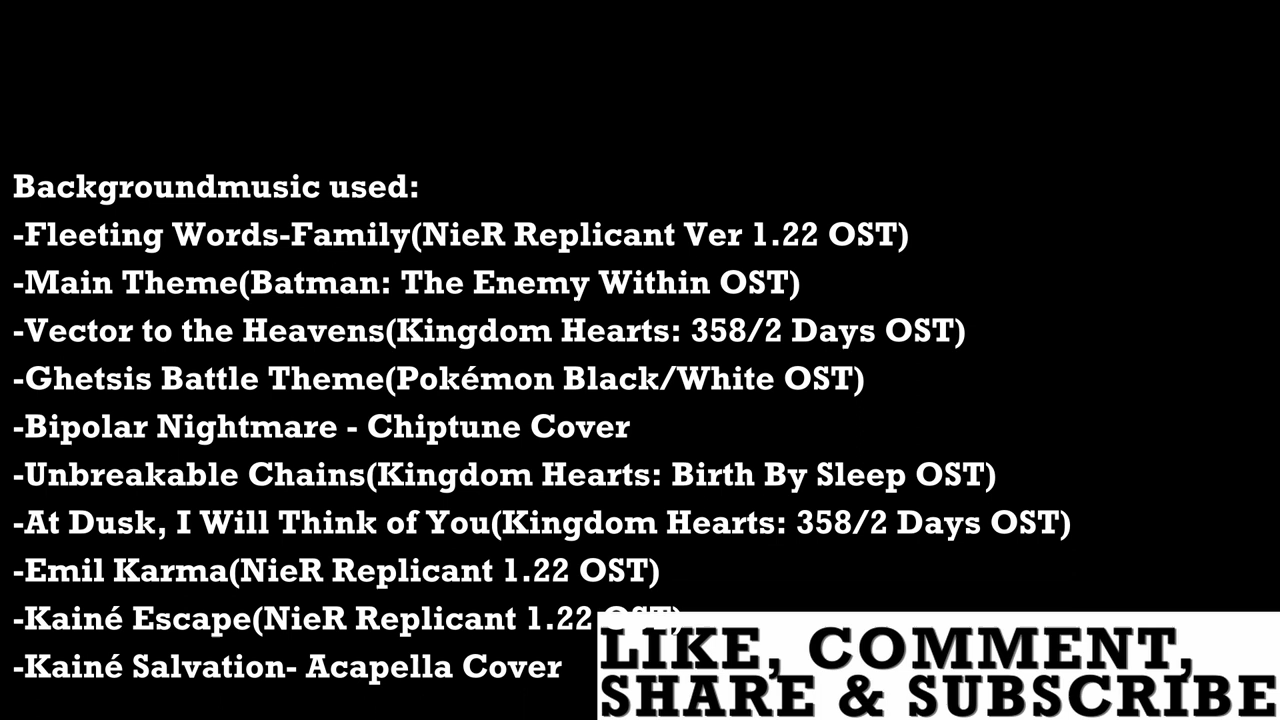 Backgroundmusic used:
-Fleeting Words-Family(NieR Replicant Ver 1.22 OST)
-Main Theme(Batman: The Enemy Within OST)
-Vector to the Heavens(Kingdom Hearts: 358/2 Days OST)
-Ghetsis Battle Theme(Pokémon Black/White OST)
-Bipolar Nightmare - Chiptune Cover
-Unbreakable Chains(Kingdom Hearts: Birth By Sleep OST)
-At Dusk, I Will Think of You(Kingdom Hearts: 358/2 Days OST)
-Emil Karma(NieR Replicant 1.22 OST)
-Kainé Escape(NieR Replicant 1.22 OST)
-Kainé Salvation- Acapella Cover
LIKE, COMMENT,
SHARE & SUBSCRIBE